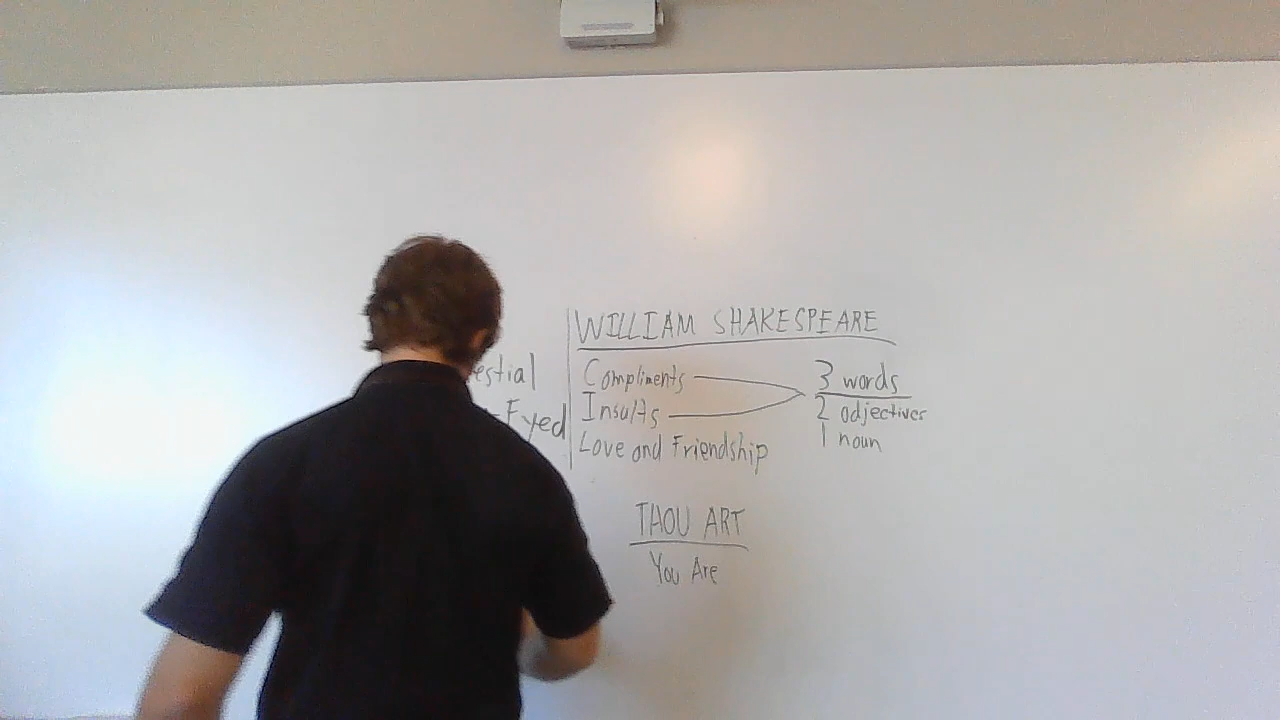 WILLIAM SHAKESPEARE
Compliments
Insults
Love and Friendship
3 words
2 adjectives
1 noun
THOU ART
You Are